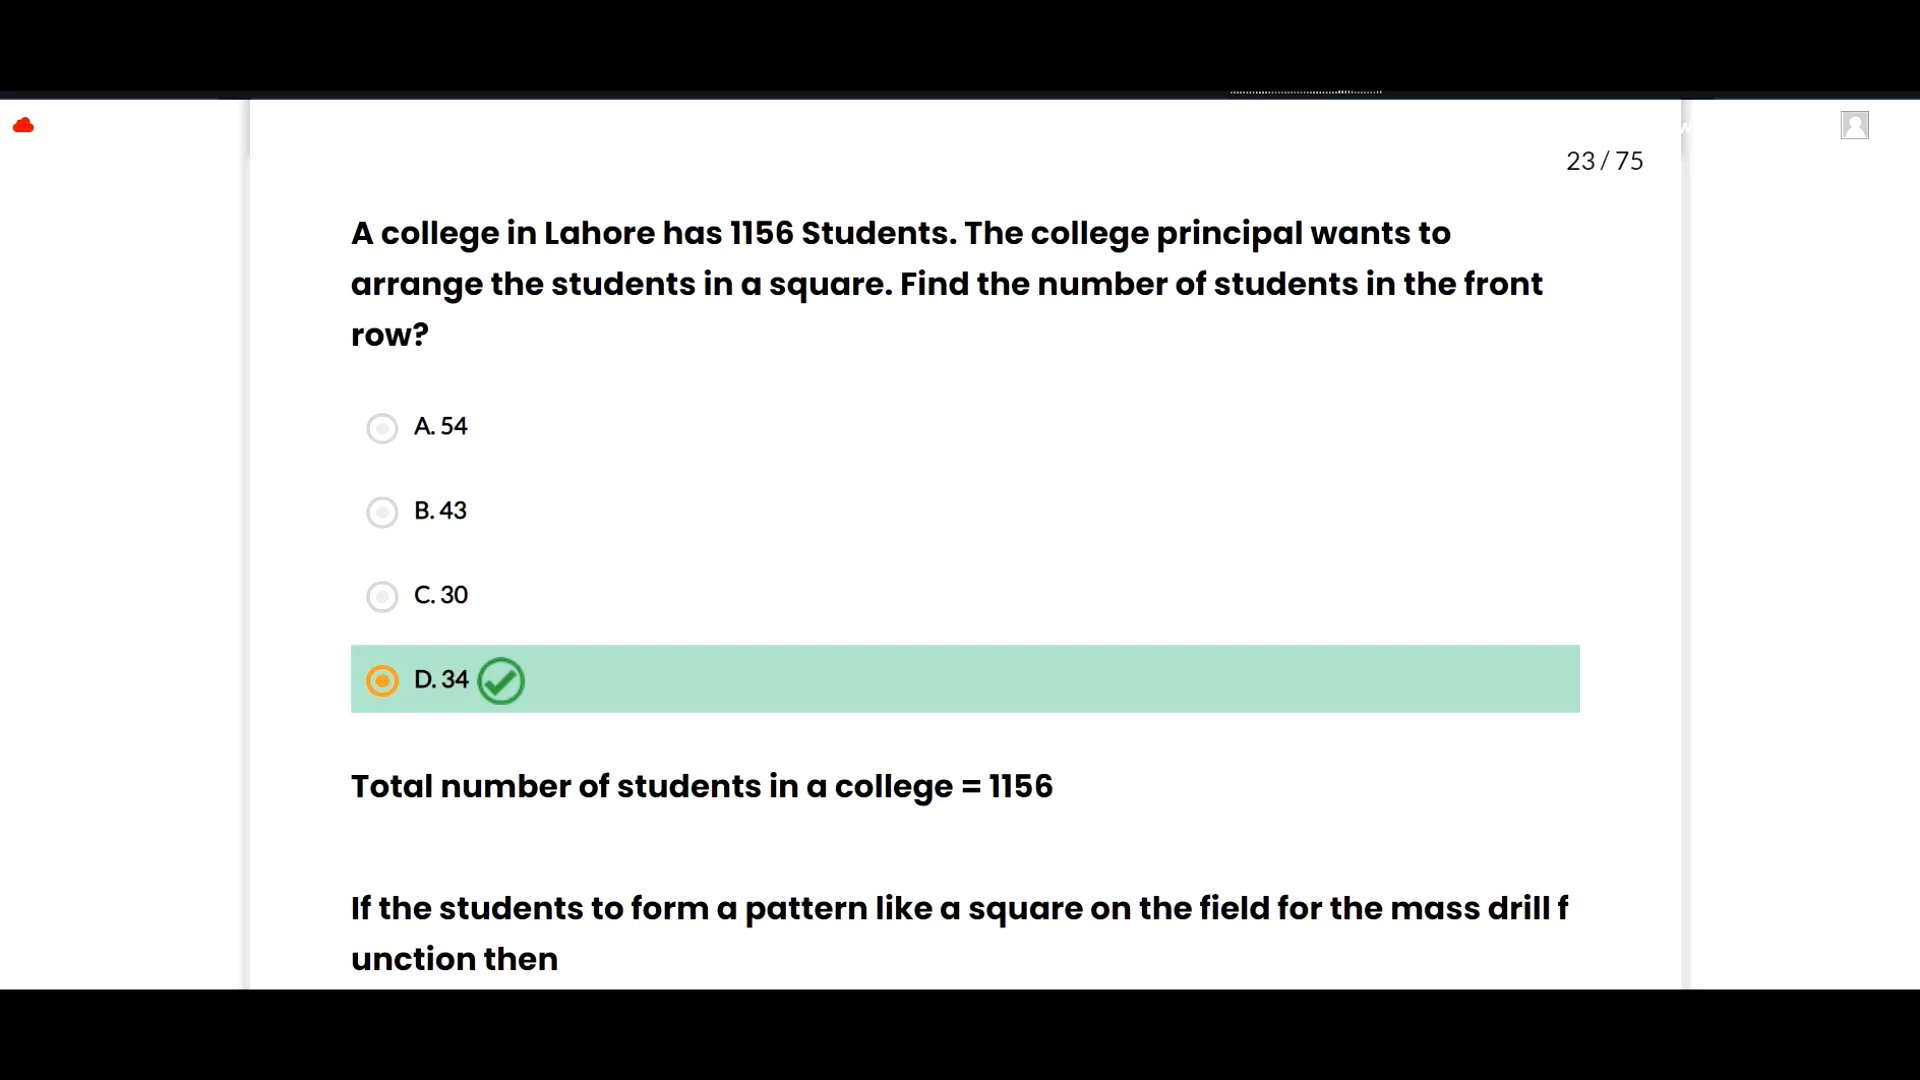 23 / 75
A college in Lahore has 1156 Students. The college principal wants to
arrange the students in a square. Find the number of students in the front
row?
A. 54
B. 43
C. 30
D. 34
Total number of students in a college = 1156
If the students to form a pattern like a square on the field for the mass drill f
unction then